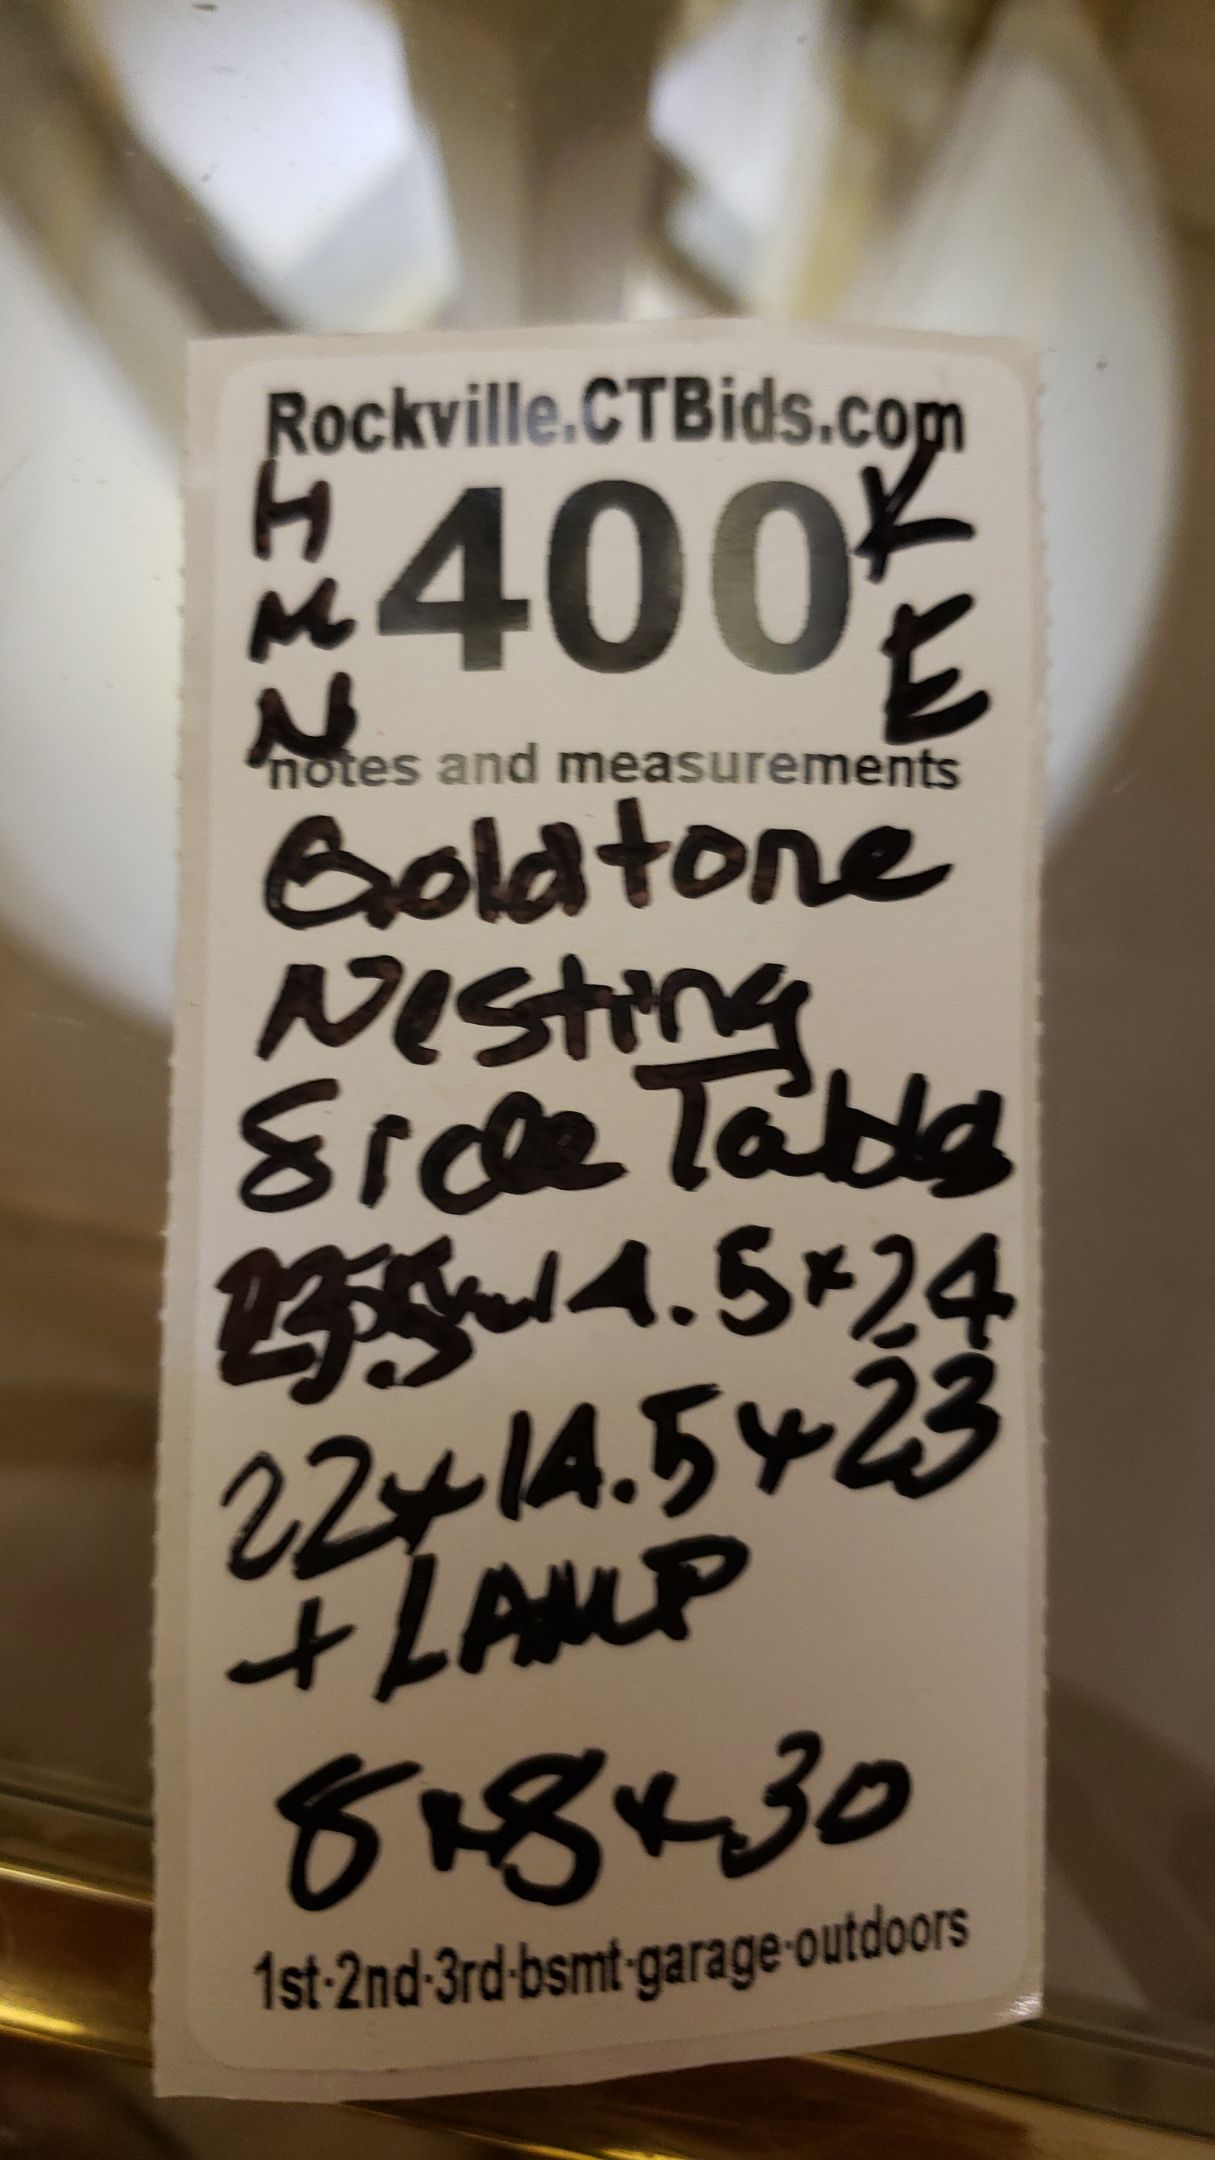 Rockville.CTBids.com
H 400 K
M E
N
notes and measurements
Goldtone
Nesting
Side Tables
14.5x24
22x14.5x23
+ LAMP
8x8x30
1st·2nd·3rd·bsmt·garage·outdoors